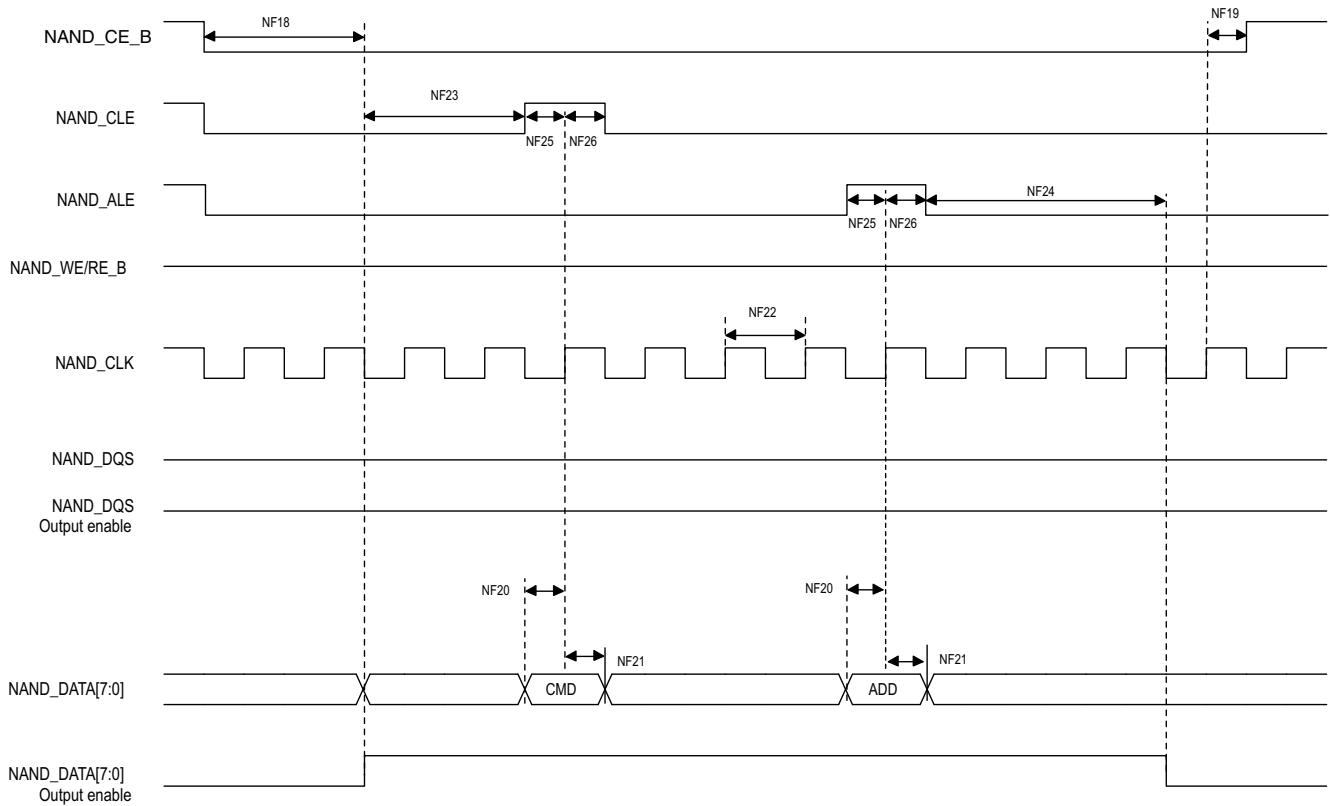 NF18
NF19
NAND_CE_B
NF23
NAND_CLE
NF25
NF26
NF24
NAND_ALE
NF25
NF26
NAND_WE/RE_B
NF22
NAND_CLK
NAND_DQS
NAND_DQS
Output enable
NF20
NF20
NF21
NF21
NAND_DATA[7:0]
CMD
ADD
NAND_DATA[7:0]
Output enable